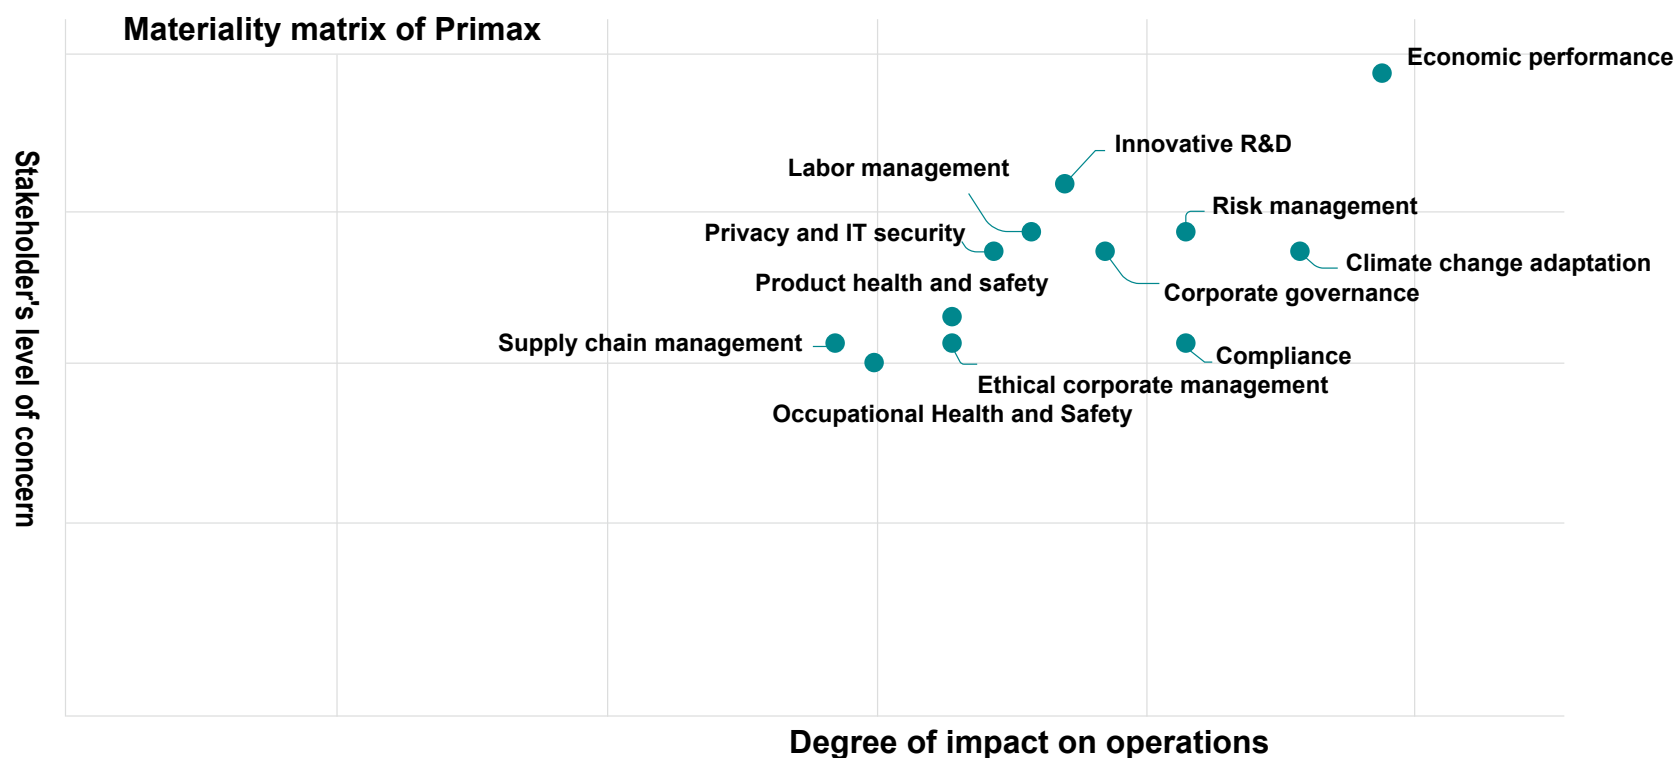 Materiality matrix of Primax
Economic performance
Innovative R&D
Labor management
Risk management
Privacy and IT security
Climate change adaptation
Product health and safety
Corporate governance
Supply chain management
Compliance
Ethical corporate management
Occupational Health and Safety
Stakeholder's level of concern
Degree of impact on operations